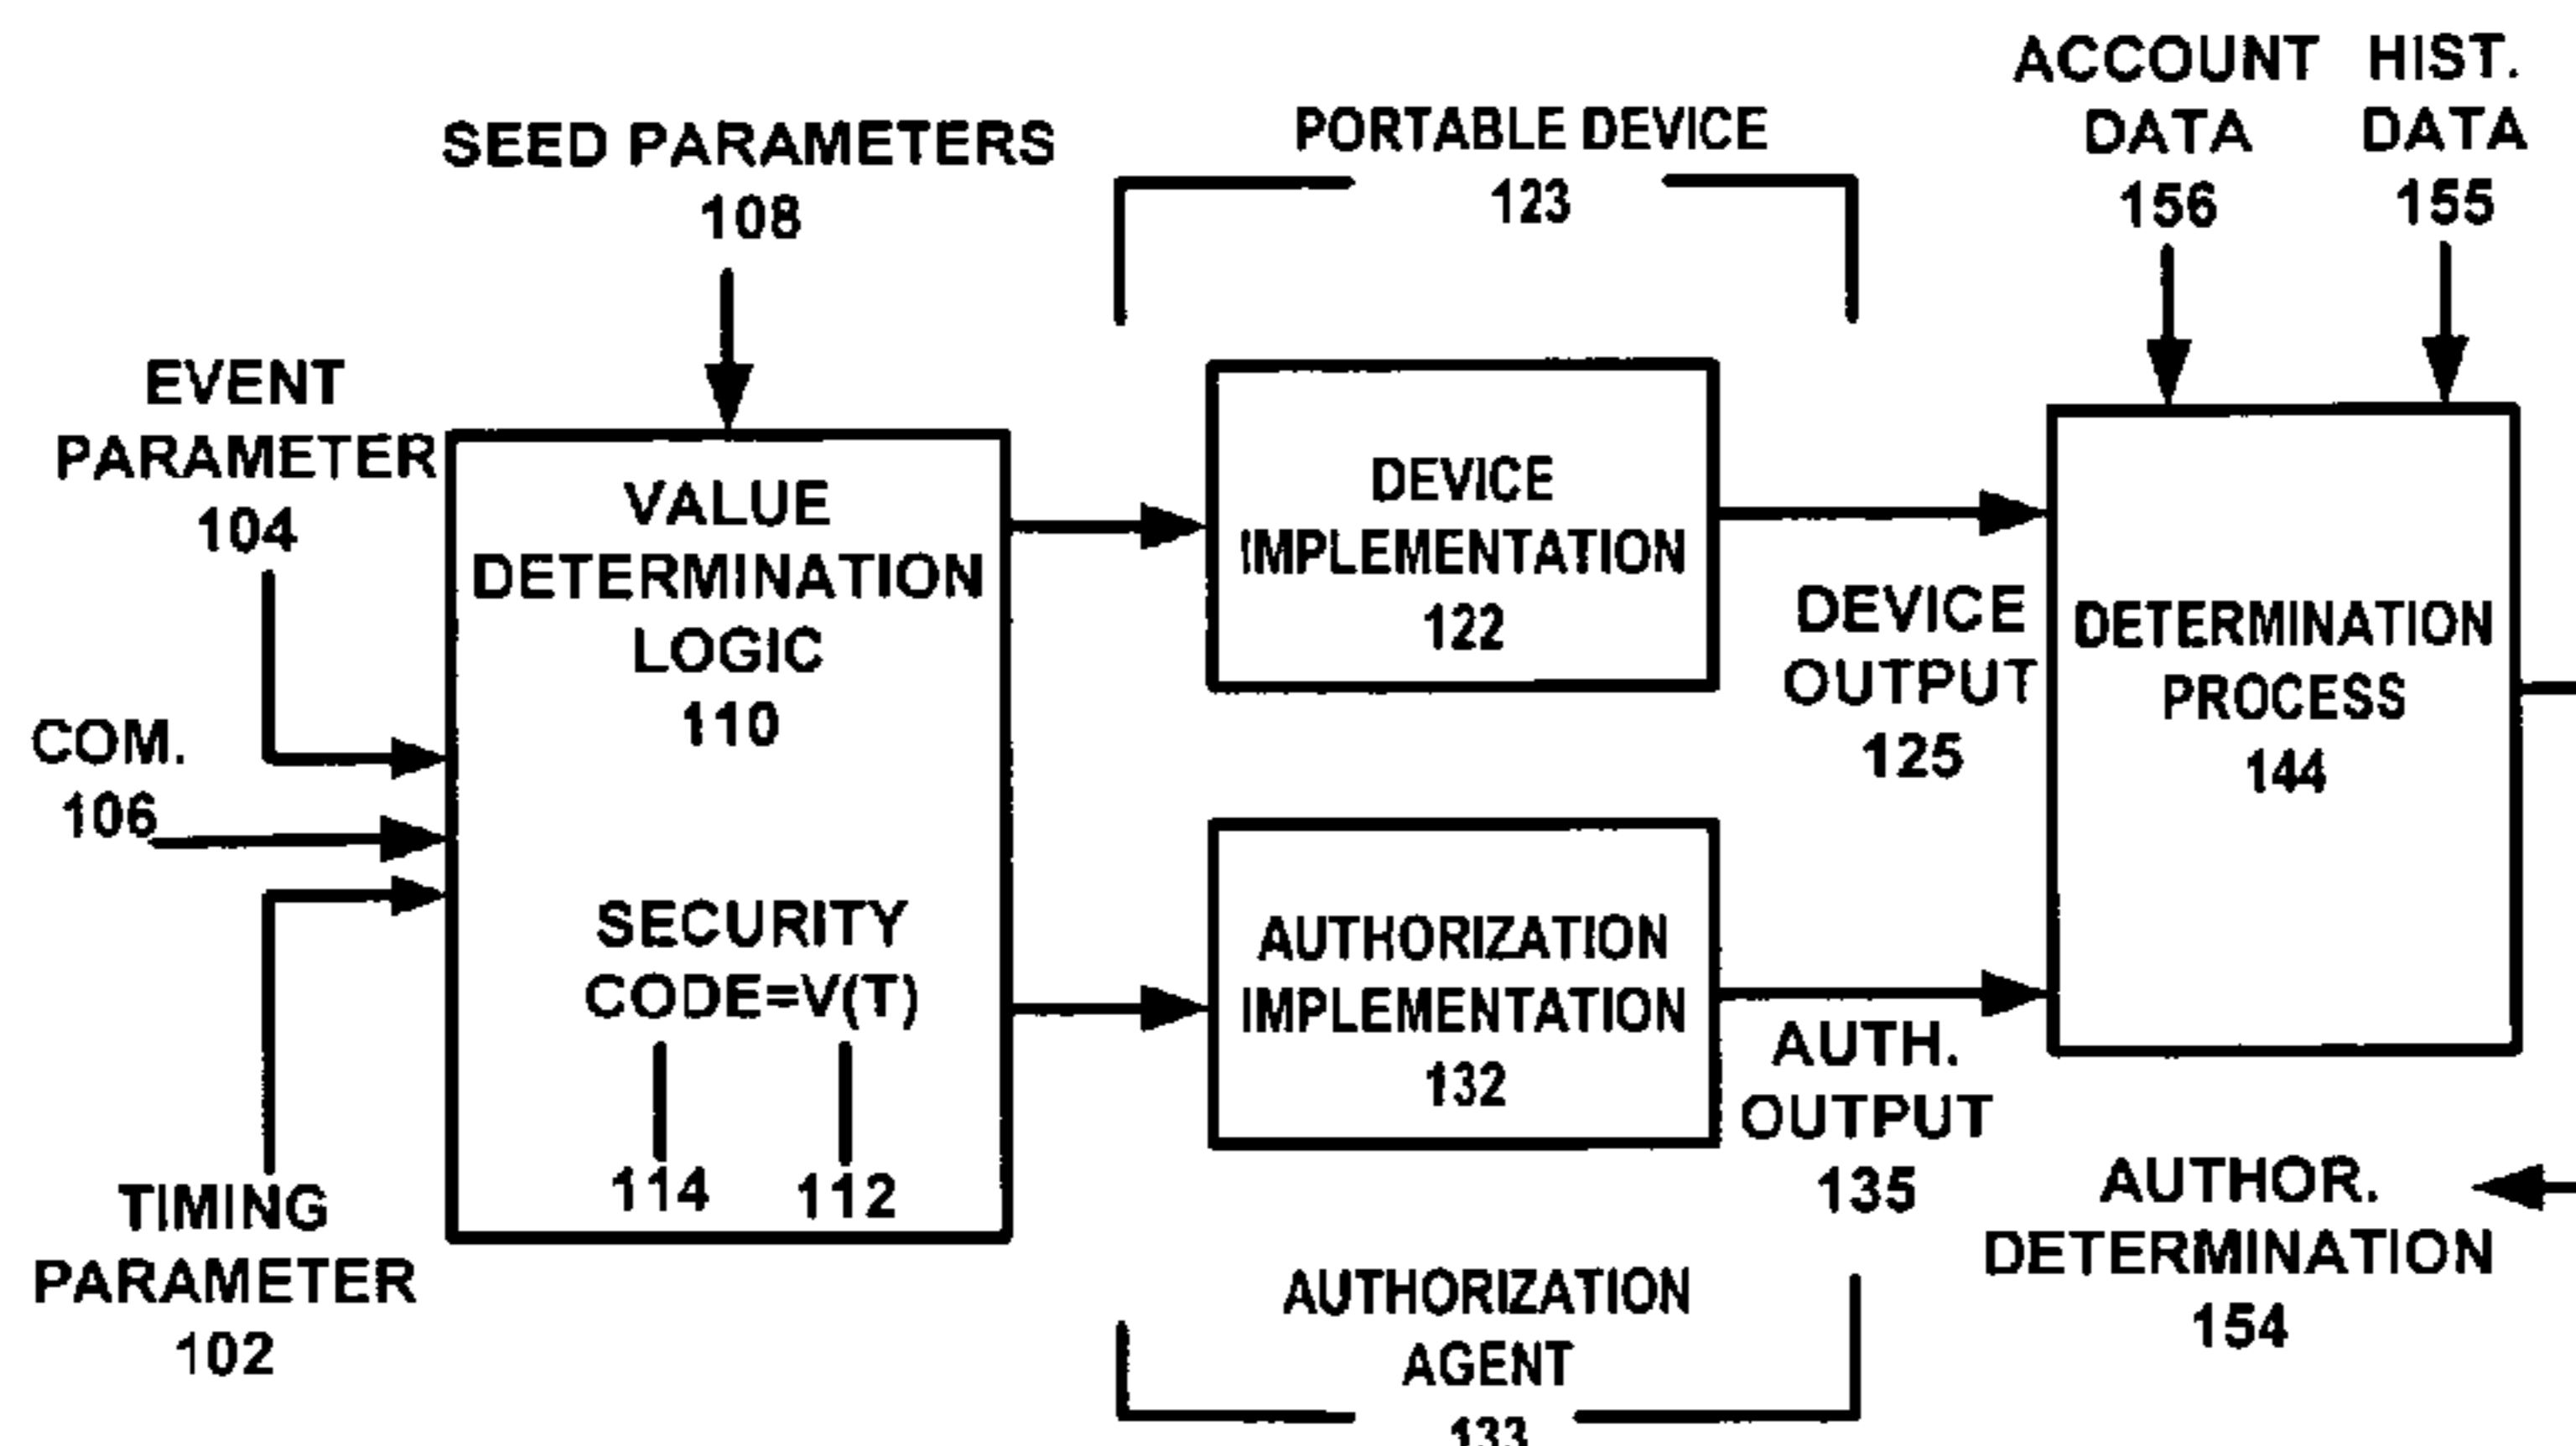 SEED PARAMETERS
108
EVENT
PARAMETER
104
COM.
106
TIMING
PARAMETER
102
VALUE
DETERMINATION
LOGIC
110
SECURITY
CODE=V(T)
114 112
PORTABLE DEVICE
123
DEVICE
IMPLEMENTATION
122
AUTHORIZATION
IMPLEMENTATION
132
AUTHORIZATION
AGENT
133
DEVICE
OUTPUT
125
AUTH.
OUTPUT
135
ACCOUNT
DATA
156
HIST.
DATA
155
DETERMINATION
PROCESS
144
AUTHOR.
DETERMINATION
154